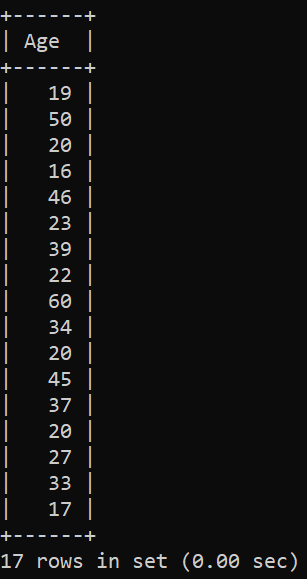 +------+
| Age  |
+------+
|   19 |
|   50 |
|   20 |
|   16 |
|   46 |
|   23 |
|   39 |
|   22 |
|   60 |
|   34 |
|   20 |
|   45 |
|   37 |
|   20 |
|   27 |
|   33 |
|   17 |
+------+
17 rows in set (0.00 sec)